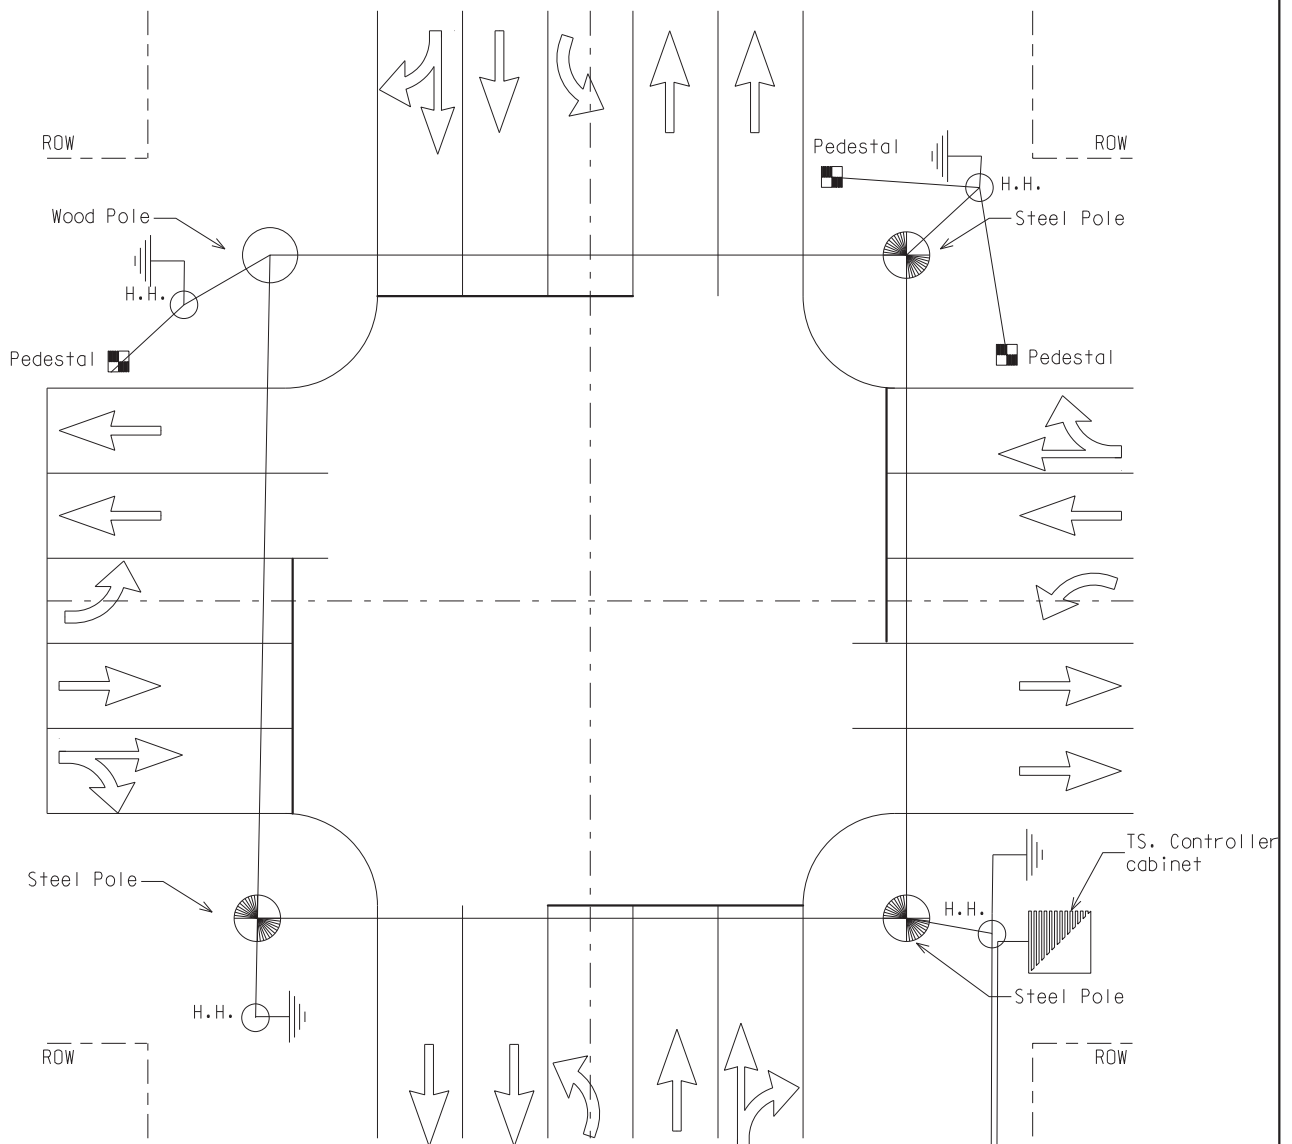 ROW
Pedestal
ROW
H.H.
Wood Pole
Steel Pole
H.H.
Pedestal
Pedestal
TS. Controller
cabinet
Steel Pole
H.H.
Steel Pole
H.H.
ROW
ROW